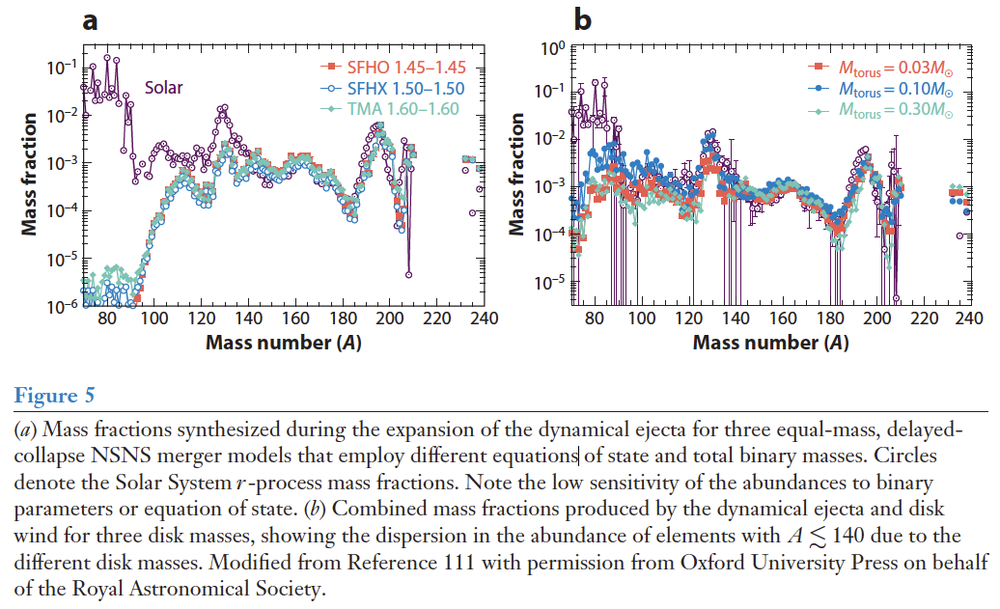 a
b
10⁻¹
10⁻²
10⁻³
10⁻⁴
10⁻⁵
10⁻⁶
Mass fraction
Solar
SFHO 1.45–1.45
SFHX 1.50–1.50
TMA 1.60–1.60
80 100 120 140 160 180 200 220 240
Mass number (A)
10⁰
10⁻¹
10⁻²
10⁻³
10⁻⁴
10⁻⁵
Mass fraction
M_torus = 0.03M☉
M_torus = 0.10M☉
M_torus = 0.30M☉
80 100 120 140 160 180 200 220 240
Mass number (A)
Figure 5
(a) Mass fractions synthesized during the expansion of the dynamical ejecta for three equal-mass, delayed-
collapse NSNS merger models that employ different equations of state and total binary masses. Circles
denote the Solar System r-process mass fractions. Note the low sensitivity of the abundances to binary
parameters or equation of state. (b) Combined mass fractions produced by the dynamical ejecta and disk
wind for three disk masses, showing the dispersion in the abundance of elements with A ≲ 140 due to the
different disk masses. Modified from Reference 111 with permission from Oxford University Press on behalf
of the Royal Astronomical Society.